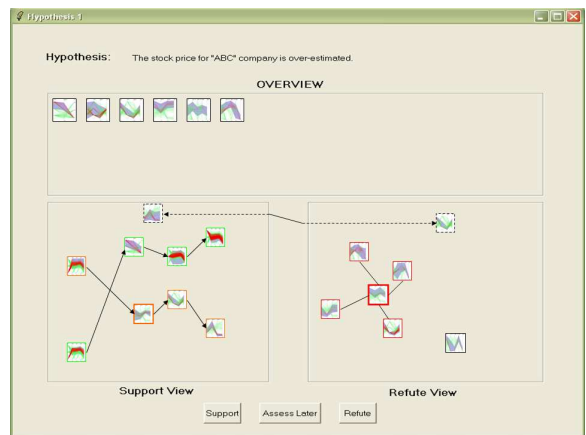 Hypothesis 1
Hypothesis: The stock price for "ABC" company is over-estimated.
OVERVIEW
Support View Refute View
Support Assess Later Refute